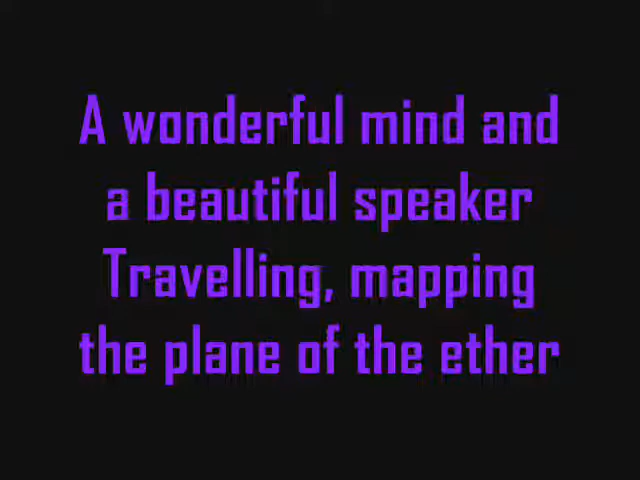 A wonderful mind and
a beautiful speaker
Travelling, mapping
the plane of the ether